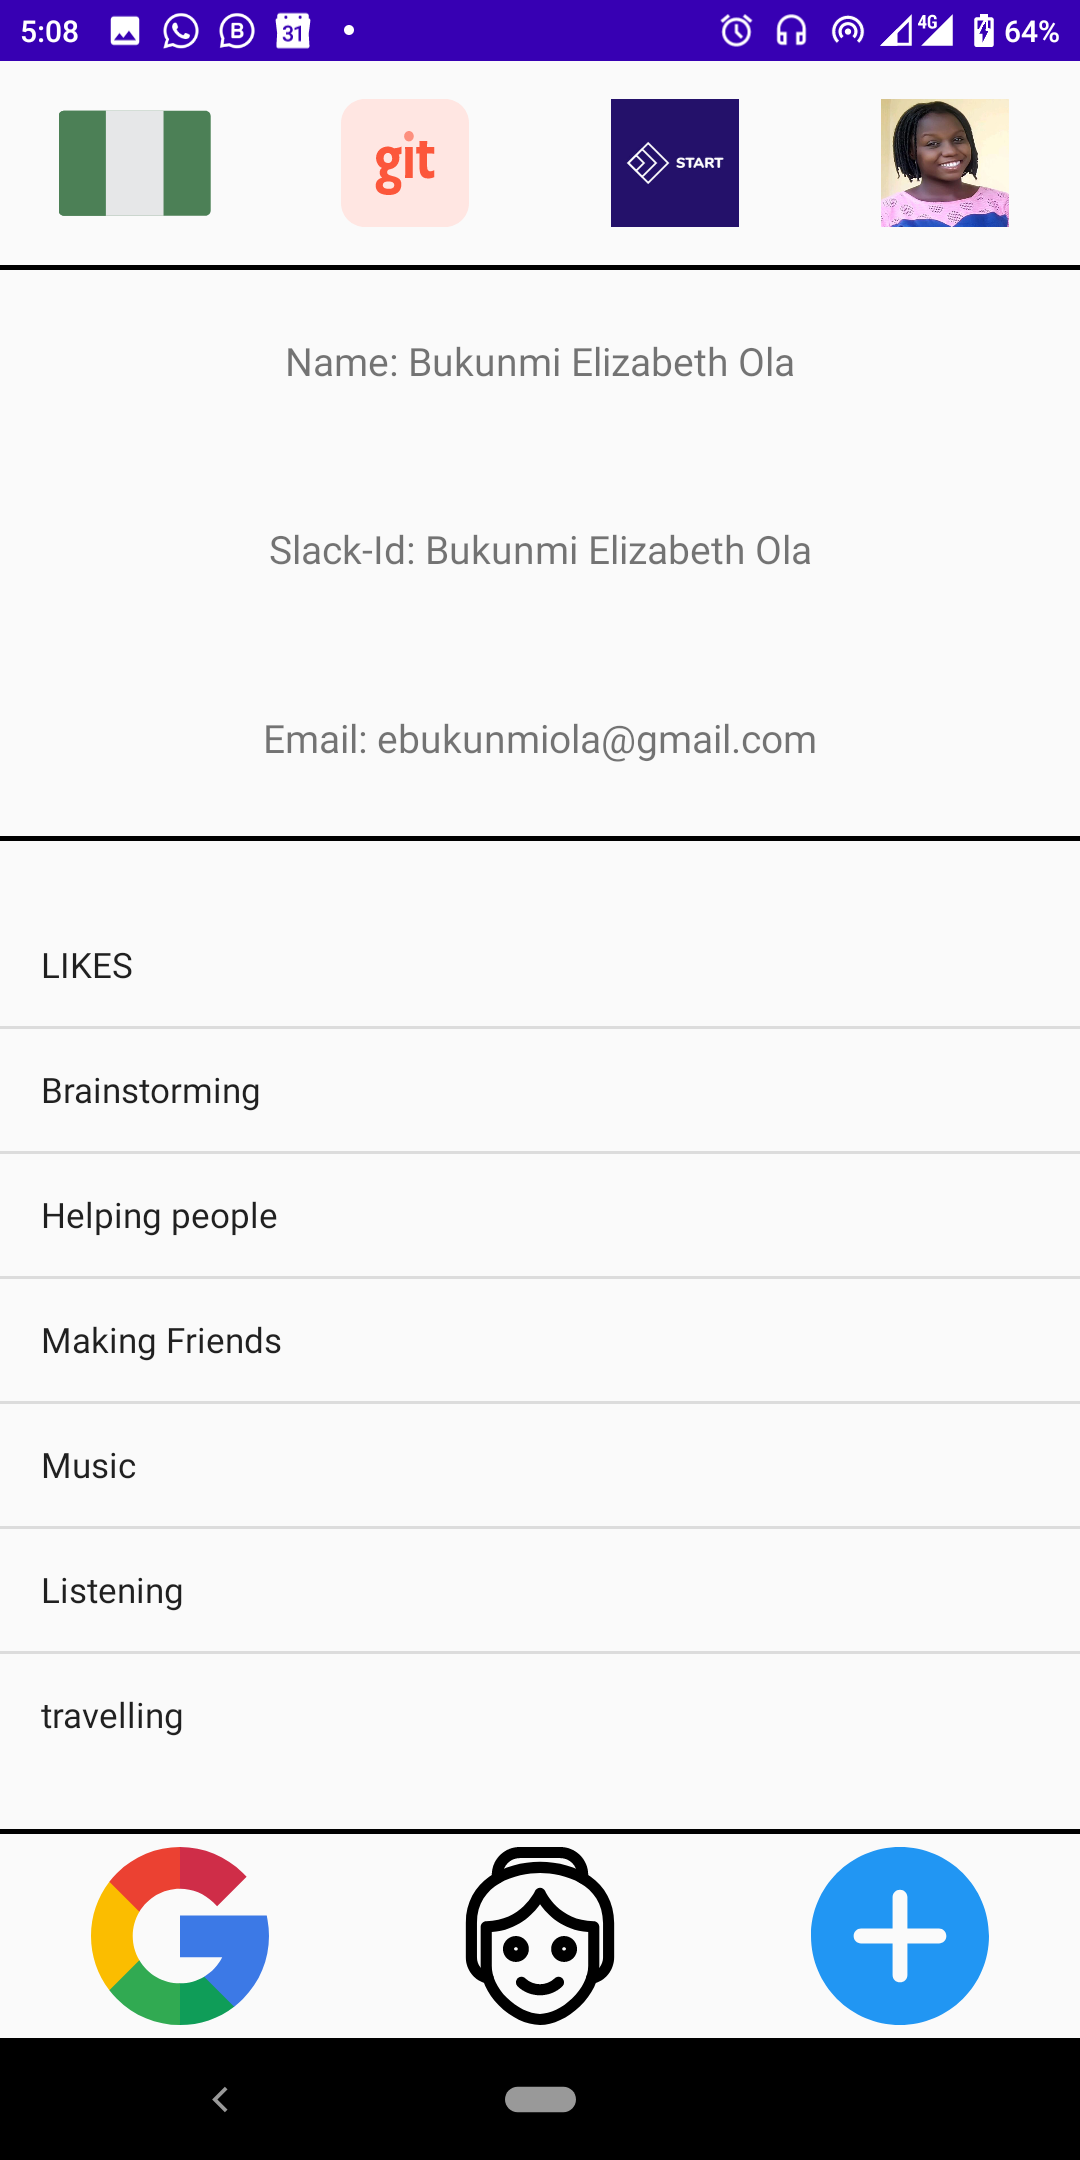 5:08 B 31 4G 64%
git START
Name: Bukunmi Elizabeth Ola
Slack-Id: Bukunmi Elizabeth Ola
Email: ebukunmiola@gmail.com
LIKES
Brainstorming
Helping people
Making Friends
Music
Listening
travelling